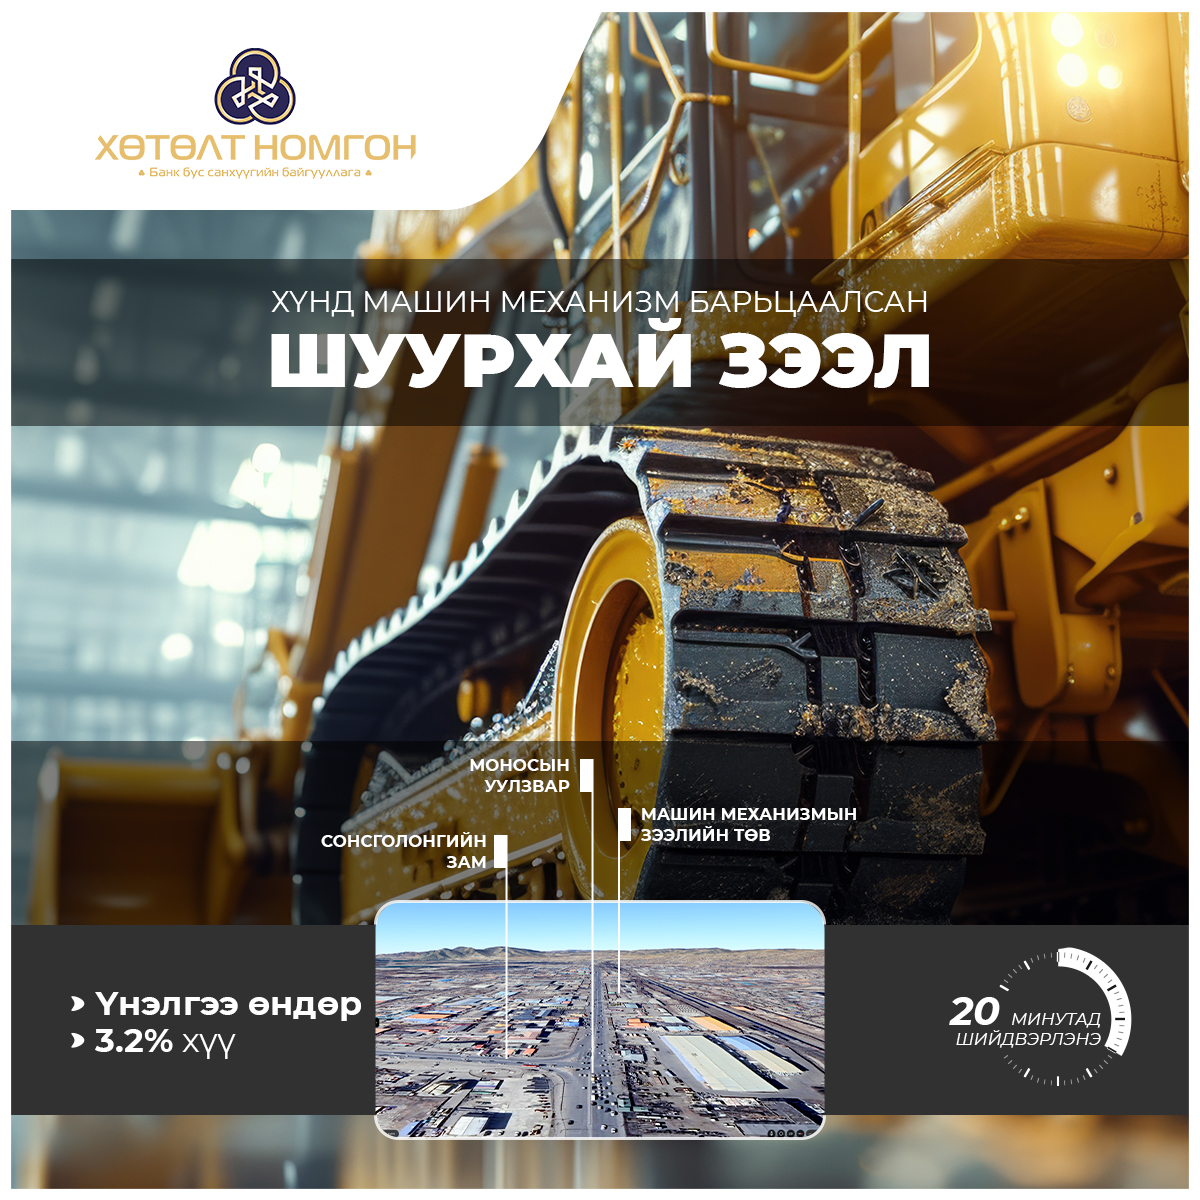 ХӨТӨЛТ НОМГОН
Банк бус санхүүгийн байгууллага
ХҮНД МАШИН МЕХАНИЗМ БАРЬЦААЛСАН
ШУУРХАЙ ЗЭЭЛ
МОНОСЫН
УУЛЗВАР
МАШИН МЕХАНИЗМЫН
ЗЭЭЛИЙН ТӨВ
СОНСГОЛОНГИЙН
ЗАМ
Үнэлгээ өндөр
3.2% хүү
20 МИНУТАД
ШИЙДВЭРЛЭНЭ